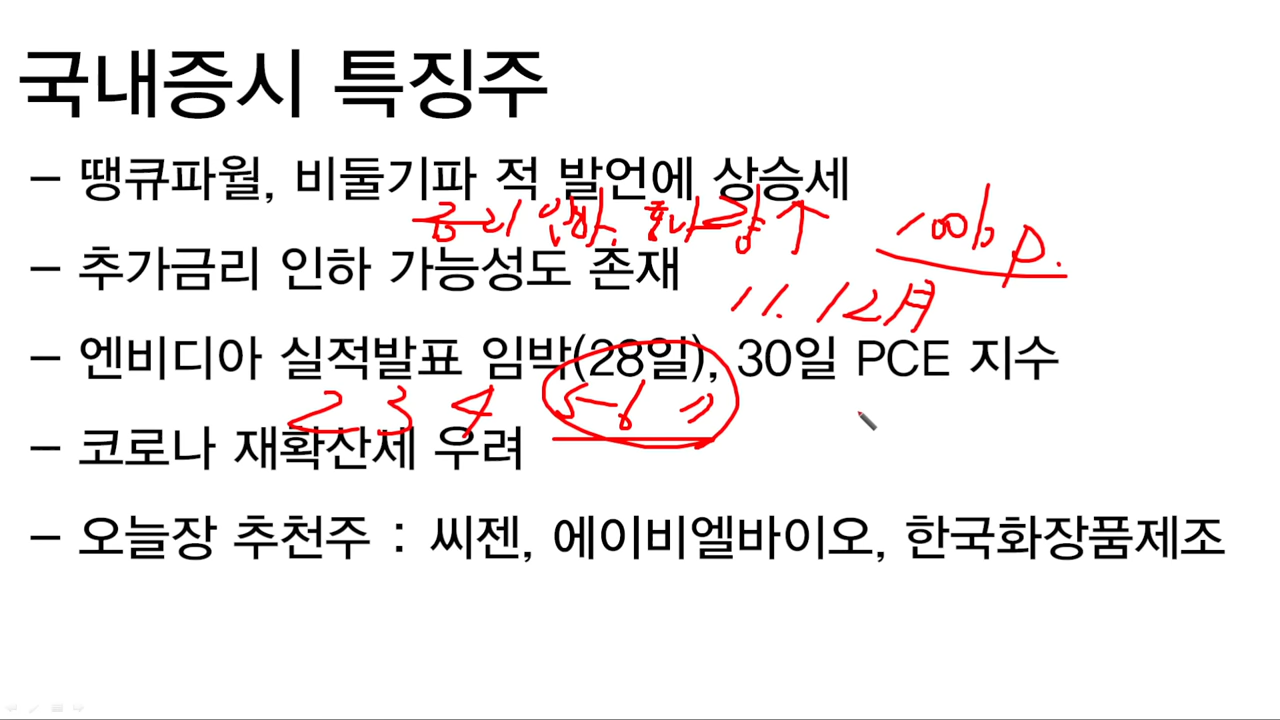 국내증시 특징주
– 땡큐파월, 비둘기파 적 발언에 상승세
금리 인하, 통화량↑
100bp.
– 추가금리 인하 가능성도 존재
11. 12月
– 엔비디아 실적발표 임박(28일), 30일 PCE 지수
2 3 4 5-6
– 코로나 재확산세 우려
– 오늘장 추천주 : 씨젠, 에이비엘바이오, 한국화장품제조